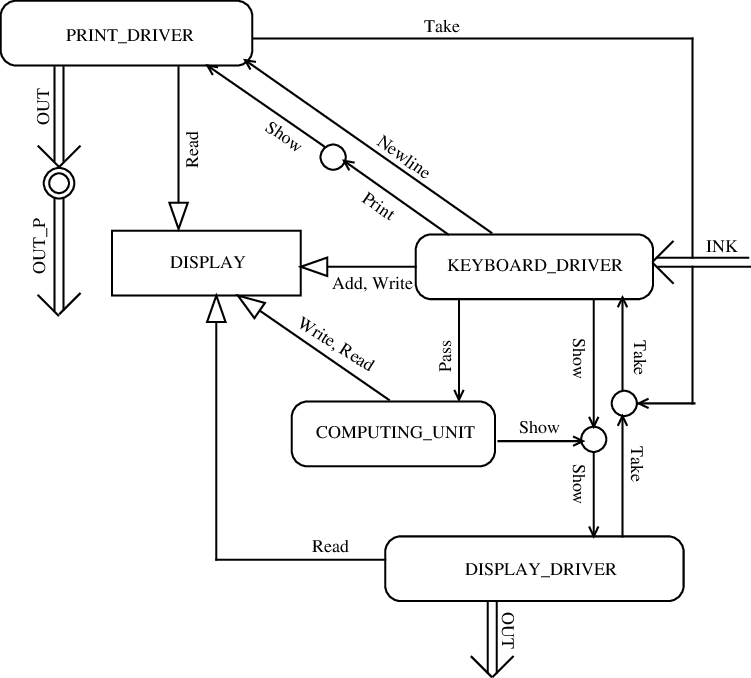 Take
PRINT_DRIVER
OUT
Read
Show
Newline
Print
OUT_P
INK
DISPLAY
KEYBOARD_DRIVER
Add, Write
Write, Read
Pass
Show
Take
COMPUTING_UNIT
Show
Show
Take
Read
DISPLAY_DRIVER
OUT